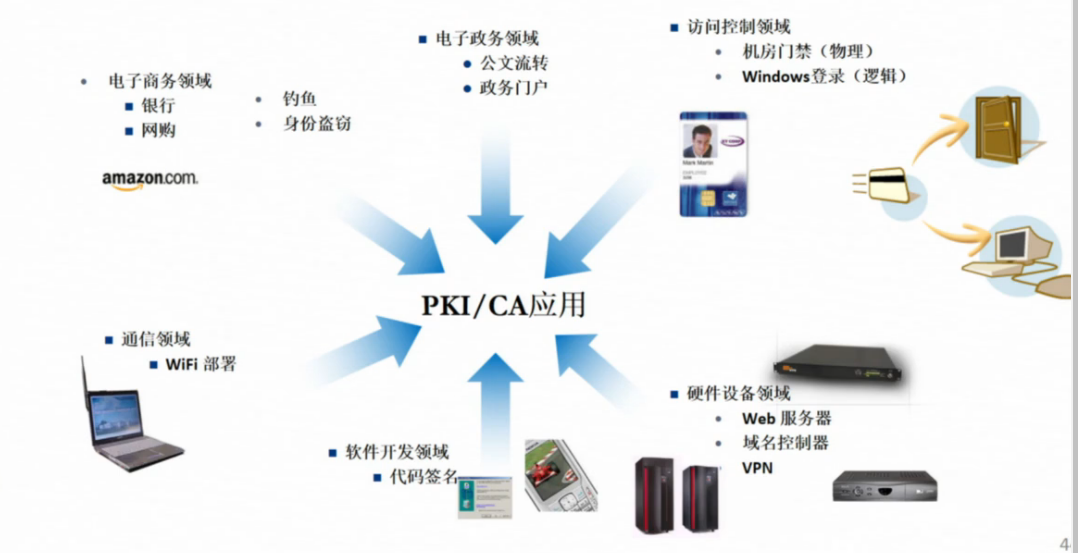 电子政务领域
公文流转
政务门户
访问控制领域
机房门禁（物理）
Windows登录（逻辑）
电子商务领域
银行
网购
钓鱼
身份盗窃
amazon.com.
Mark Martin
PKI/CA应用
通信领域
WiFi 部署
软件开发领域
代码签名
硬件设备领域
Web 服务器
域名控制器
VPN
4